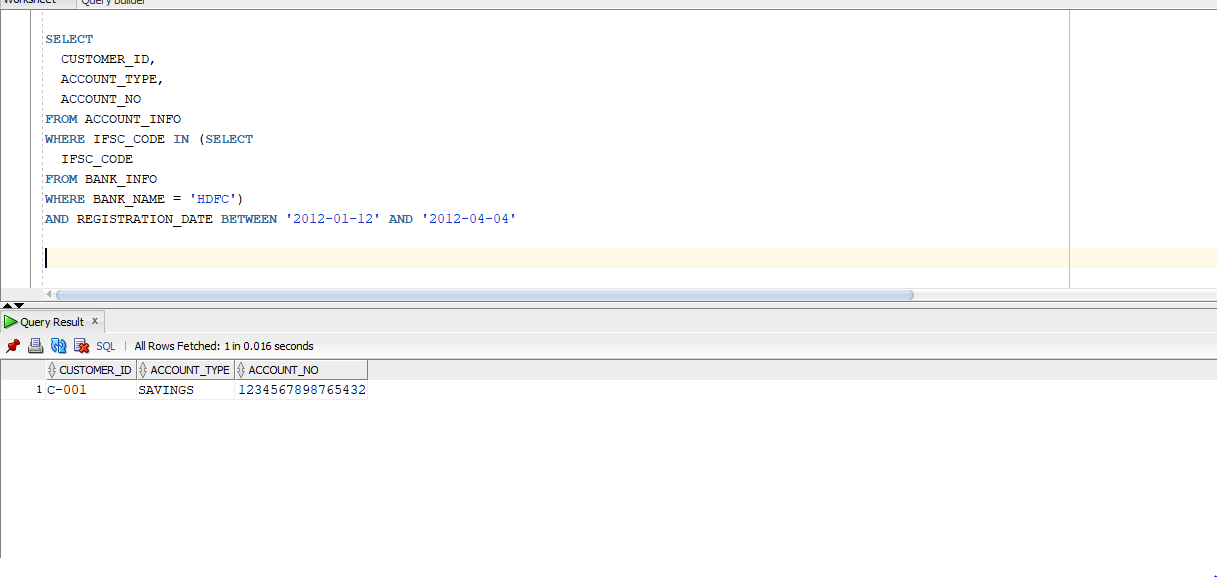 Worksheet Query Builder
SELECT
CUSTOMER_ID,
ACCOUNT_TYPE,
ACCOUNT_NO
FROM ACCOUNT_INFO
WHERE IFSC_CODE IN (SELECT
IFSC_CODE
FROM BANK_INFO
WHERE BANK_NAME = 'HDFC')
AND REGISTRATION_DATE BETWEEN '2012-01-12' AND '2012-04-04'
Query Result x
SQL | All Rows Fetched: 1 in 0.016 seconds
CUSTOMER_ID ACCOUNT_TYPE ACCOUNT_NO
1 C-001 SAVINGS 1234567898765432